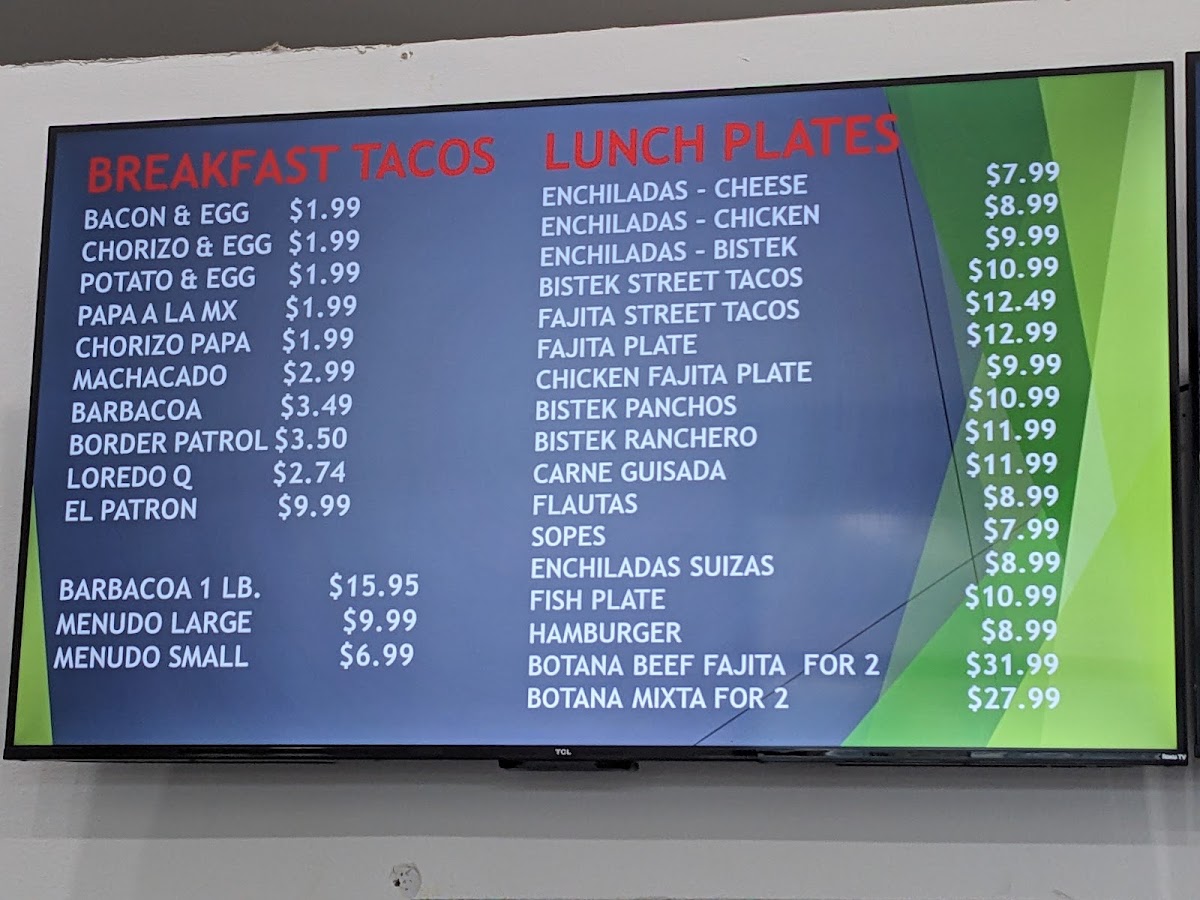 BREAKFAST TACOS
BACON & EGG $1.99
CHORIZO & EGG $1.99
POTATO & EGG $1.99
PAPA A LA MX $1.99
CHORIZO PAPA $1.99
MACHACADO $2.99
BARBACOA $3.49
BORDER PATROL $3.50
LOREDO Q $2.74
EL PATRON $9.99
BARBACOA 1 LB. $15.95
MENUDO LARGE $9.99
MENUDO SMALL $6.99
LUNCH PLATES
ENCHILADAS - CHEESE $7.99
ENCHILADAS - CHICKEN $8.99
ENCHILADAS - BISTEK $9.99
BISTEK STREET TACOS $10.99
FAJITA STREET TACOS $12.49
FAJITA PLATE $12.99
CHICKEN FAJITA PLATE $9.99
BISTEK PANCHOS $10.99
BISTEK RANCHERO $11.99
CARNE GUISADA $11.99
FLAUTAS $8.99
SOPES $7.99
ENCHILADAS SUIZAS $8.99
FISH PLATE $10.99
HAMBURGER $8.99
BOTANA BEEF FAJITA FOR 2 $31.99
BOTANA MIXTA FOR 2 $27.99
TCL
Roku TV